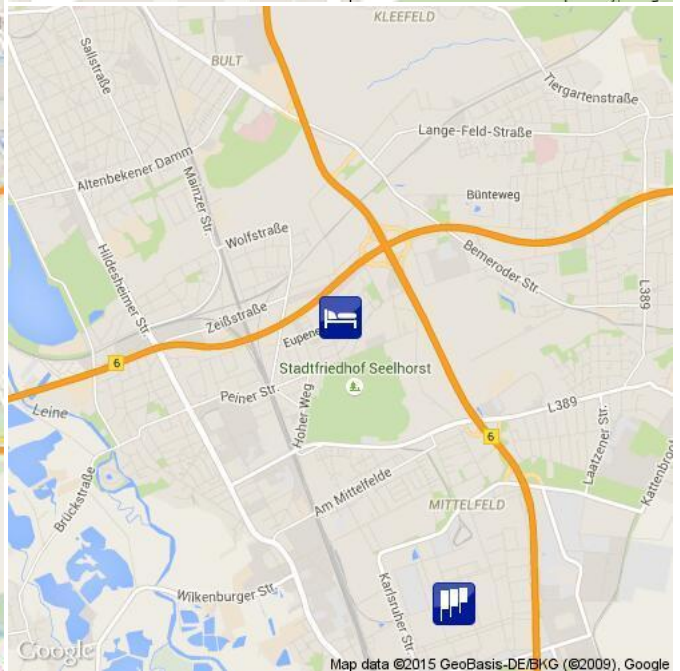 KLEEFELD
Sallstraße
BULT
Tiergartenstraße
Lange-Feld-Straße
Altenbekener Damm
Mainzer Str.
Bünteweg
Wolfstraße
Hildesheimer Str.
Bemeroder Str.
L389
Zeißstraße
6
Stadtfriedhof Seelhorst
Peiner Str.
Hoher Weg
Leine
L389
6
Laatzener Str.
Brückstraße
Am Mittelfelde
MITTELFELD
Karlsruher Str.
Wilkenburger Str.
Google
Map data ©2015 GeoBasis-DE/BKG (©2009), Google